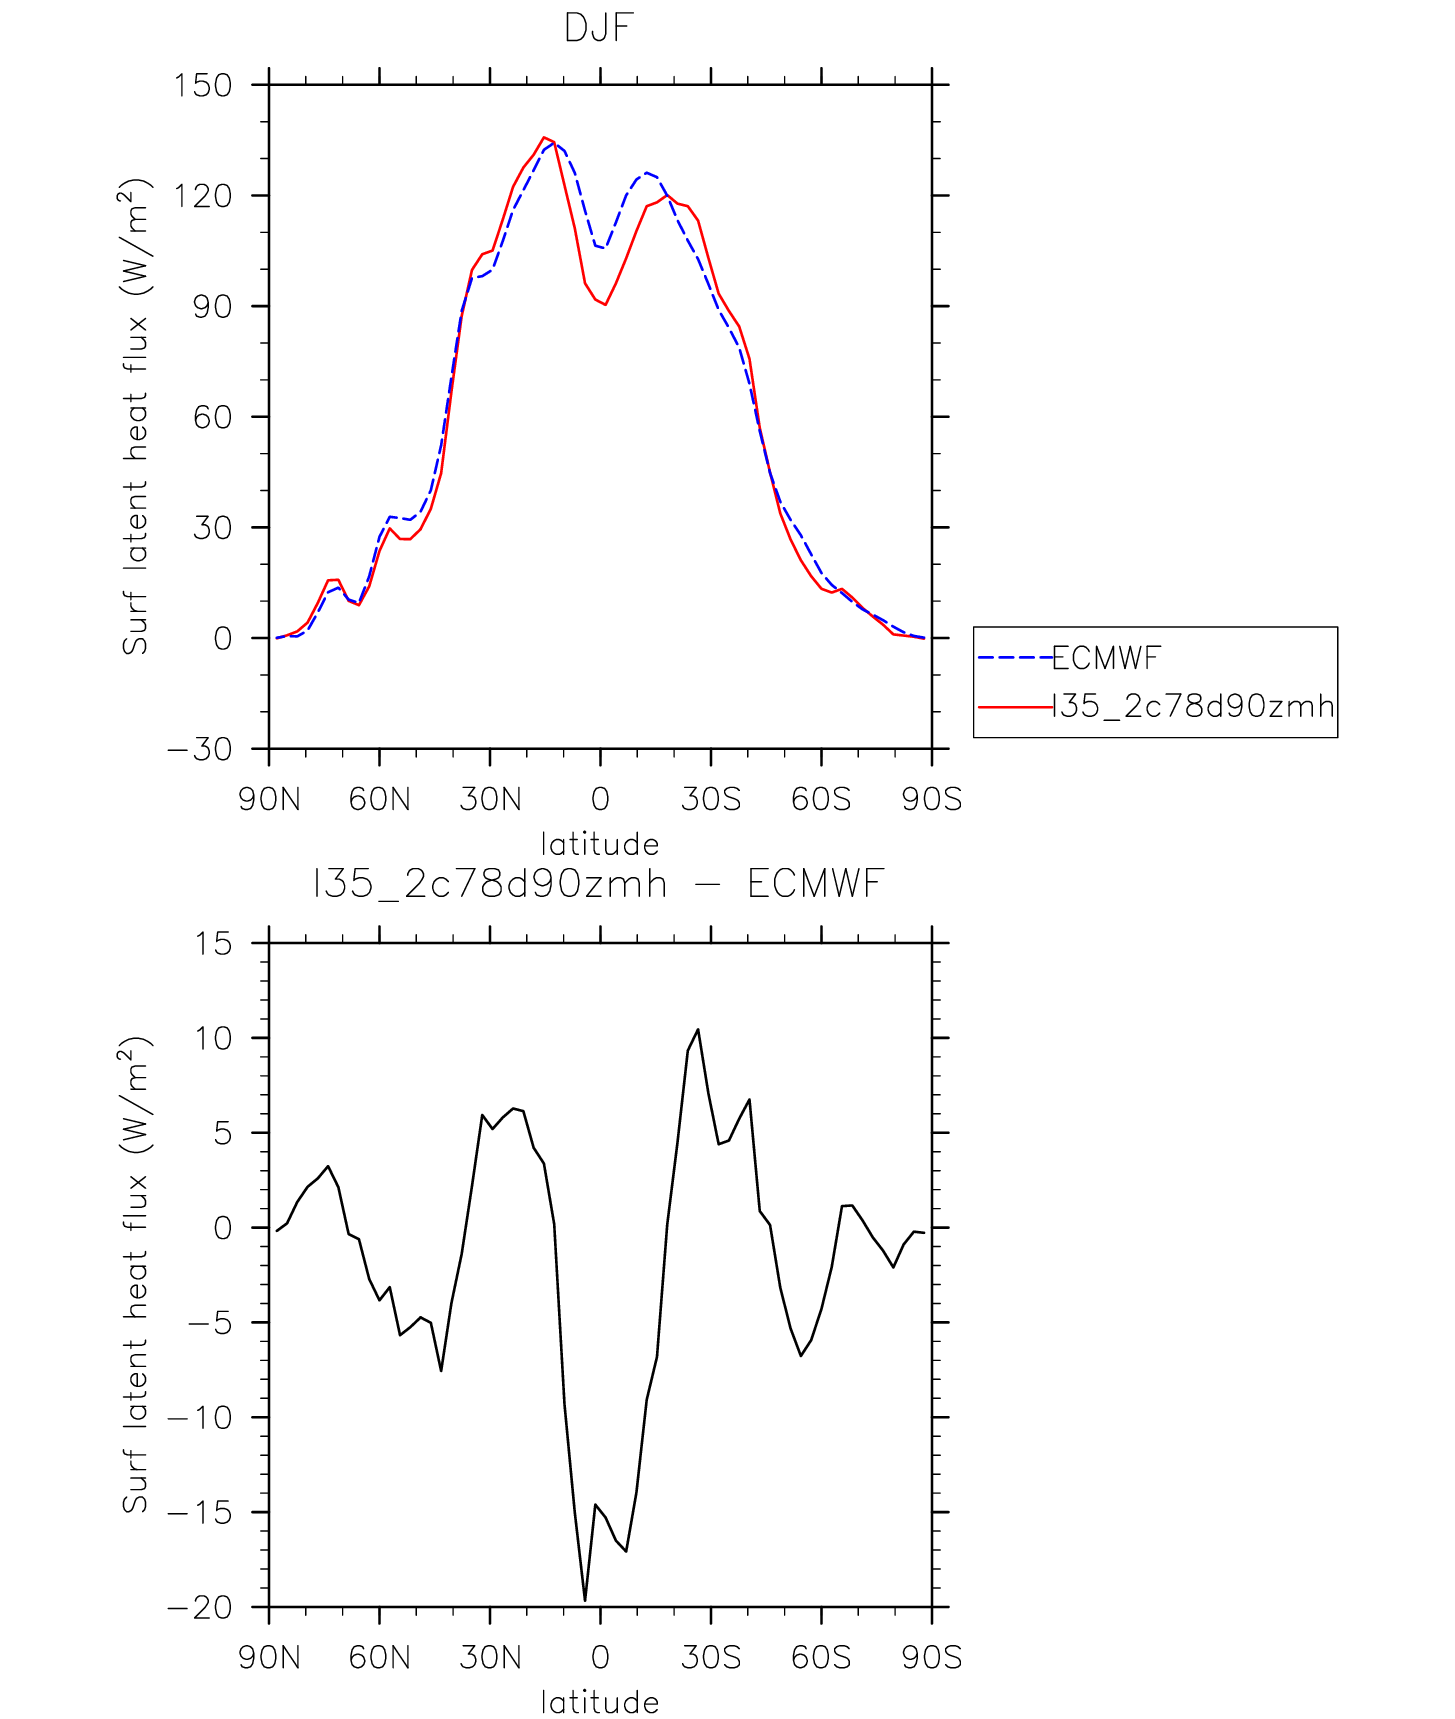 DJF
150
120
90
60
30
0
−30
Surf latent heat flux (W/m²)
90N 60N 30N 0 30S 60S 90S
latitude
ECMWF
I35_2c78d90zmh
I35_2c78d90zmh − ECMWF
15
10
5
0
−5
−10
−15
−20
Surf latent heat flux (W/m²)
90N 60N 30N 0 30S 60S 90S
latitude